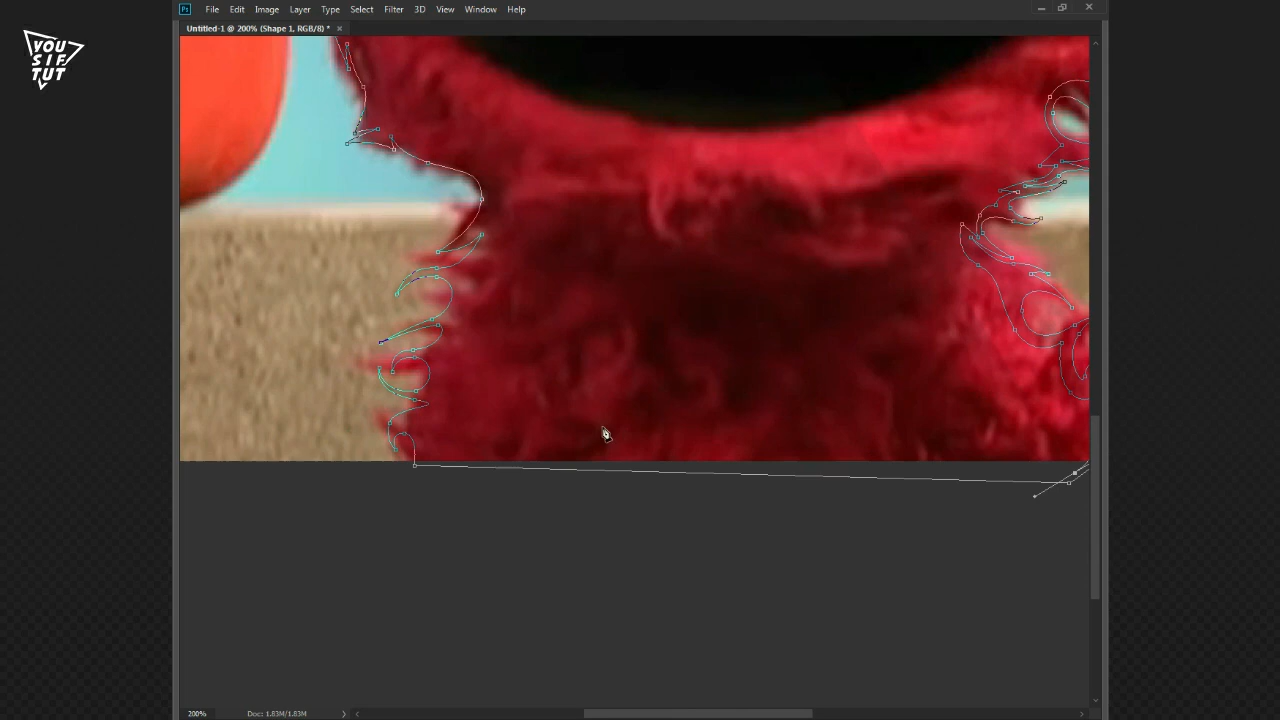 YOU
SIF
TUT
Ps File Edit Image Layer Type Select Filter 3D View Window Help
Untitled-1 @ 200% (Shape 1, RGB/8) *
200% Doc: 1.83M/1.83M